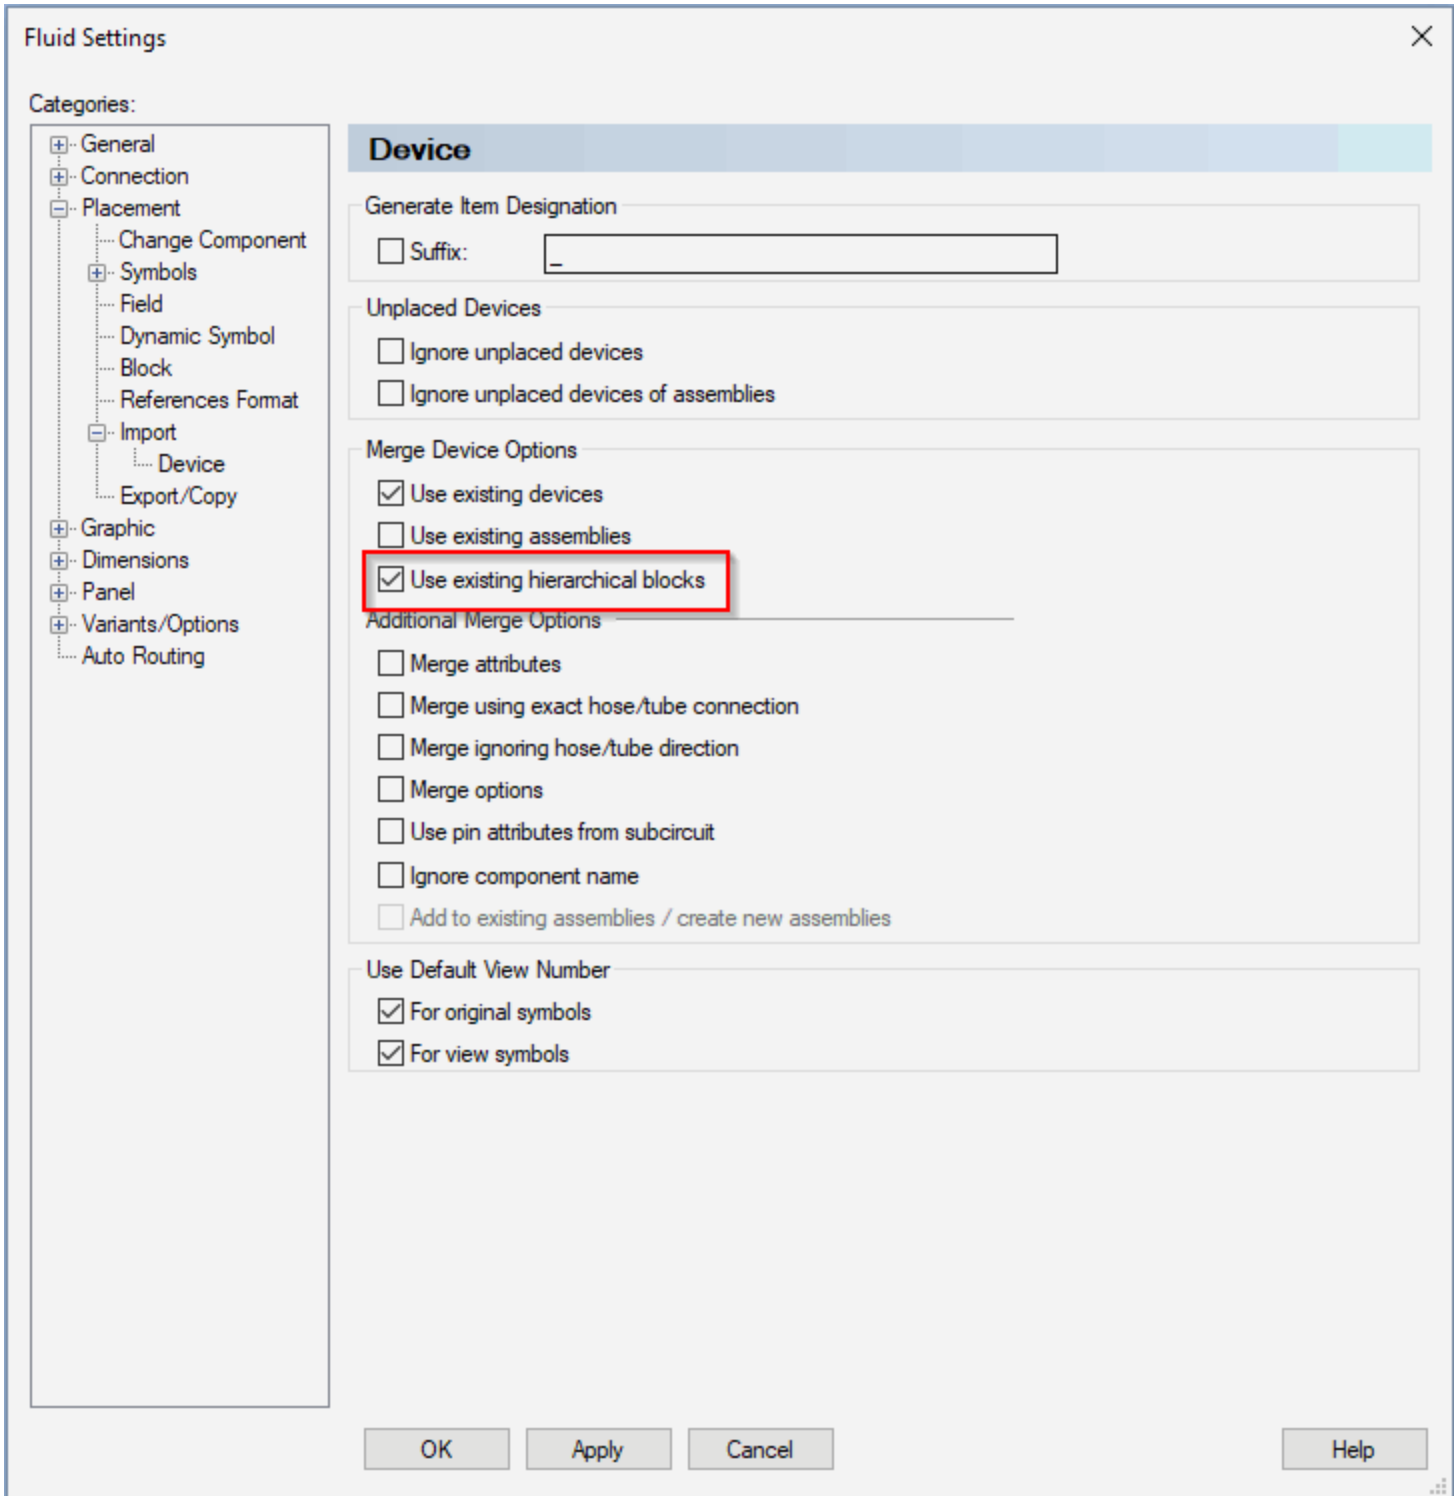 Fluid Settings
Categories:
General
Connection
Placement
Change Component
Symbols
Field
Dynamic Symbol
Block
References Format
Import
Device
Export/Copy
Graphic
Dimensions
Panel
Variants/Options
Auto Routing
Device
Generate Item Designation
Suffix: _
Unplaced Devices
Ignore unplaced devices
Ignore unplaced devices of assemblies
Merge Device Options
Use existing devices
Use existing assemblies
Use existing hierarchical blocks
Additional Merge Options
Merge attributes
Merge using exact hose/tube connection
Merge ignoring hose/tube direction
Merge options
Use pin attributes from subcircuit
Ignore component name
Add to existing assemblies / create new assemblies
Use Default View Number
For original symbols
For view symbols
OK Apply Cancel Help